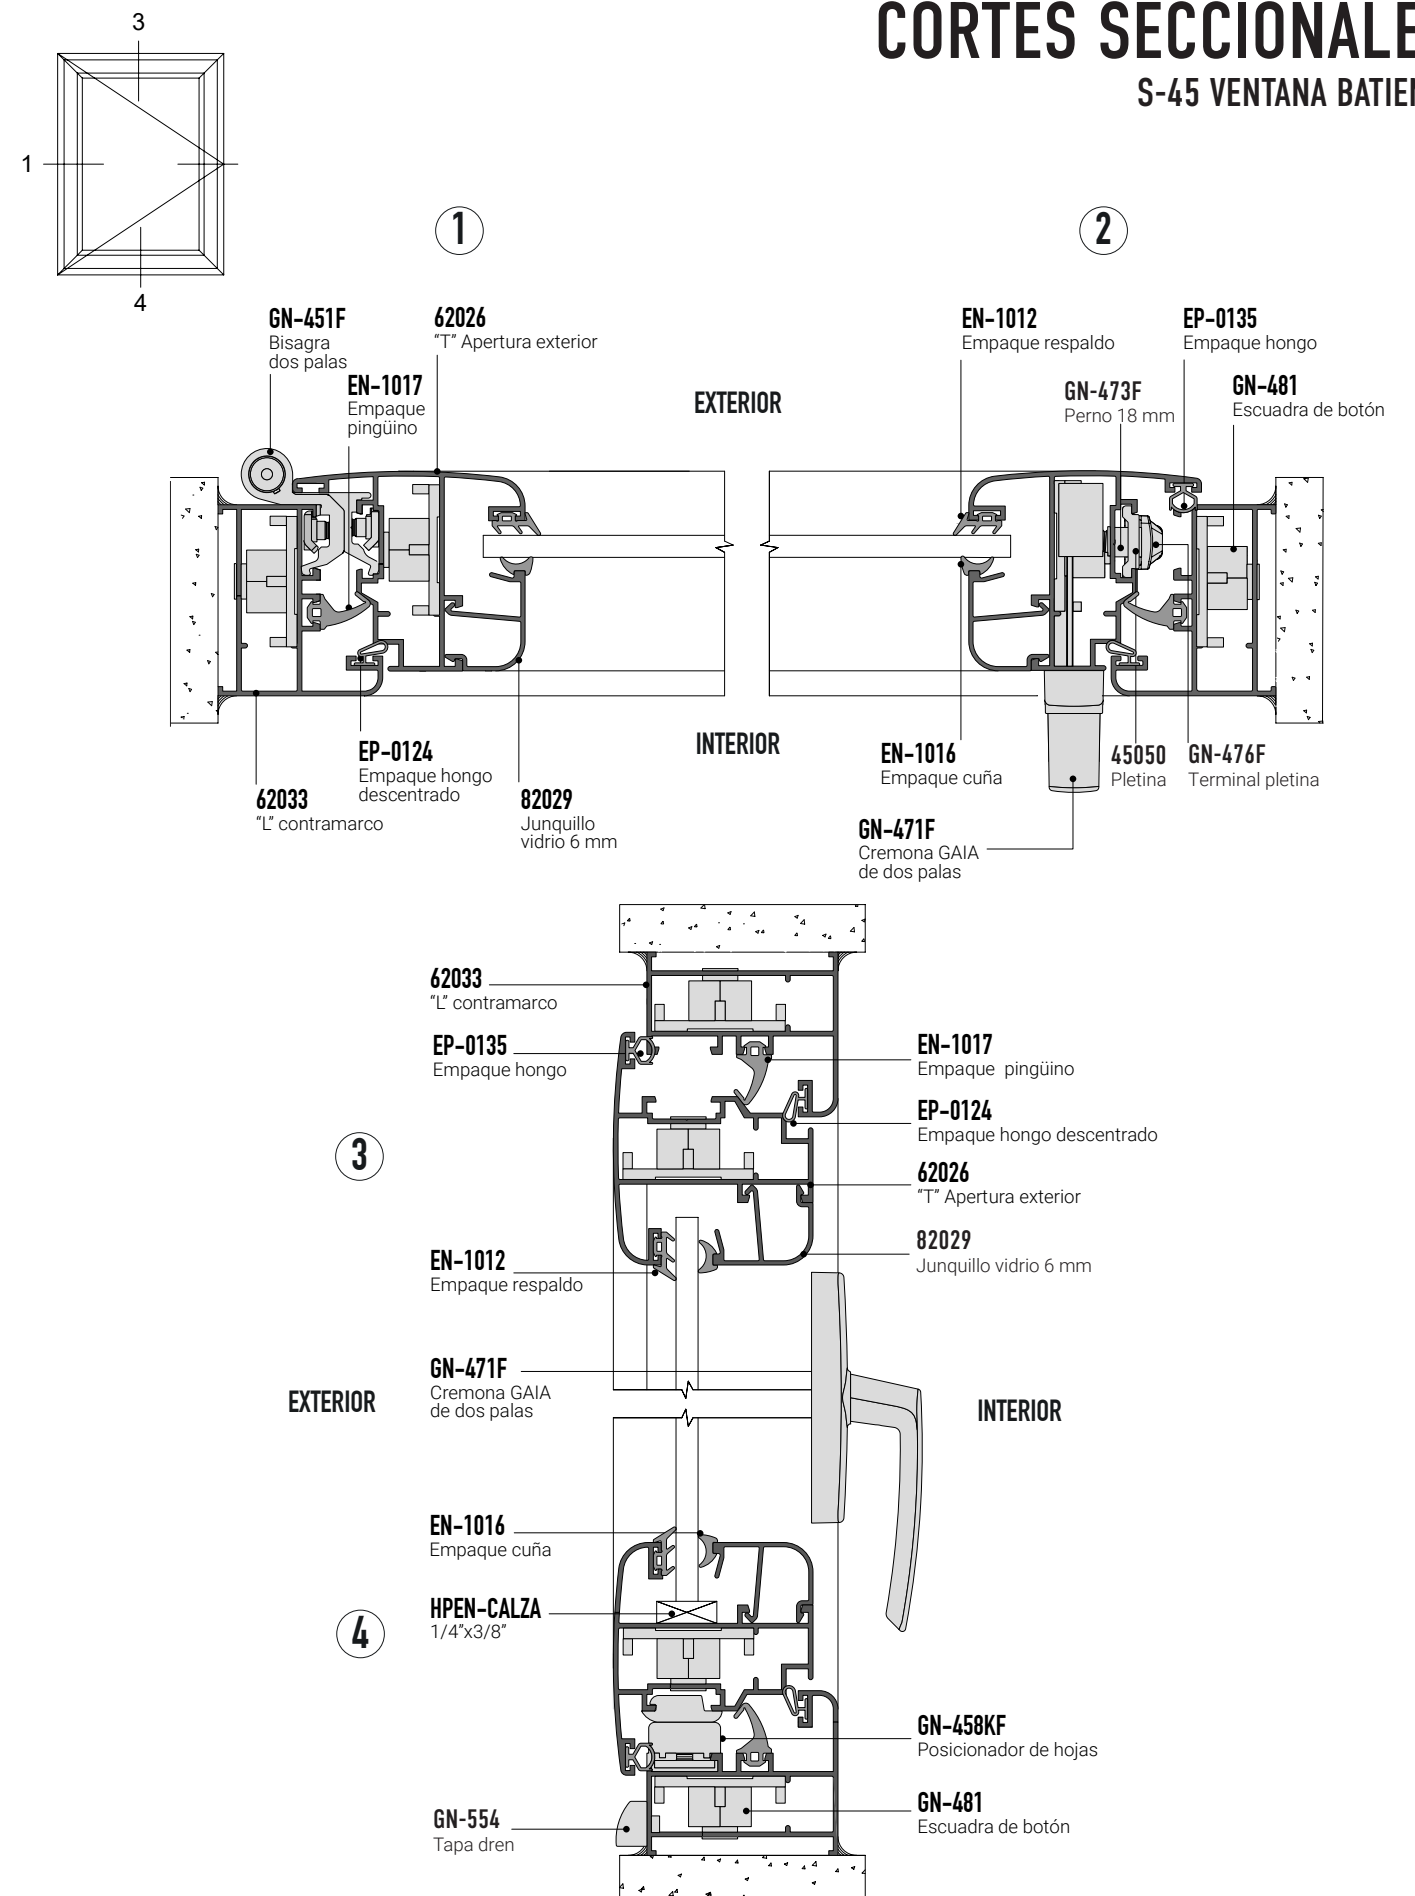 CORTES SECCIONALE
S-45 VENTANA BATIEN
3
1
4
1
2
GN-451F
Bisagra
dos palas
62026
"T" Apertura exterior
EN-1017
Empaque
pingüino
EXTERIOR
EN-1012
Empaque respaldo
EP-0135
Empaque hongo
GN-473F
Perno 18 mm
GN-481
Escuadra de botón
INTERIOR
EP-0124
Empaque hongo
descentrado
62033
"L" contramarco
82029
Junquillo
vidrio 6 mm
EN-1016
Empaque cuña
45050
Pletina
GN-476F
Terminal pletina
GN-471F
Cremona GAIA
de dos palas
62033
"L" contramarco
EP-0135
Empaque hongo
EN-1017
Empaque pingüino
EP-0124
Empaque hongo descentrado
3
62026
"T" Apertura exterior
82029
Junquillo vidrio 6 mm
EN-1012
Empaque respaldo
GN-471F
Cremona GAIA
de dos palas
EXTERIOR
INTERIOR
EN-1016
Empaque cuña
HPEN-CALZA
1/4"x3/8"
4
GN-458KF
Posicionador de hojas
GN-481
Escuadra de botón
GN-554
Tapa dren